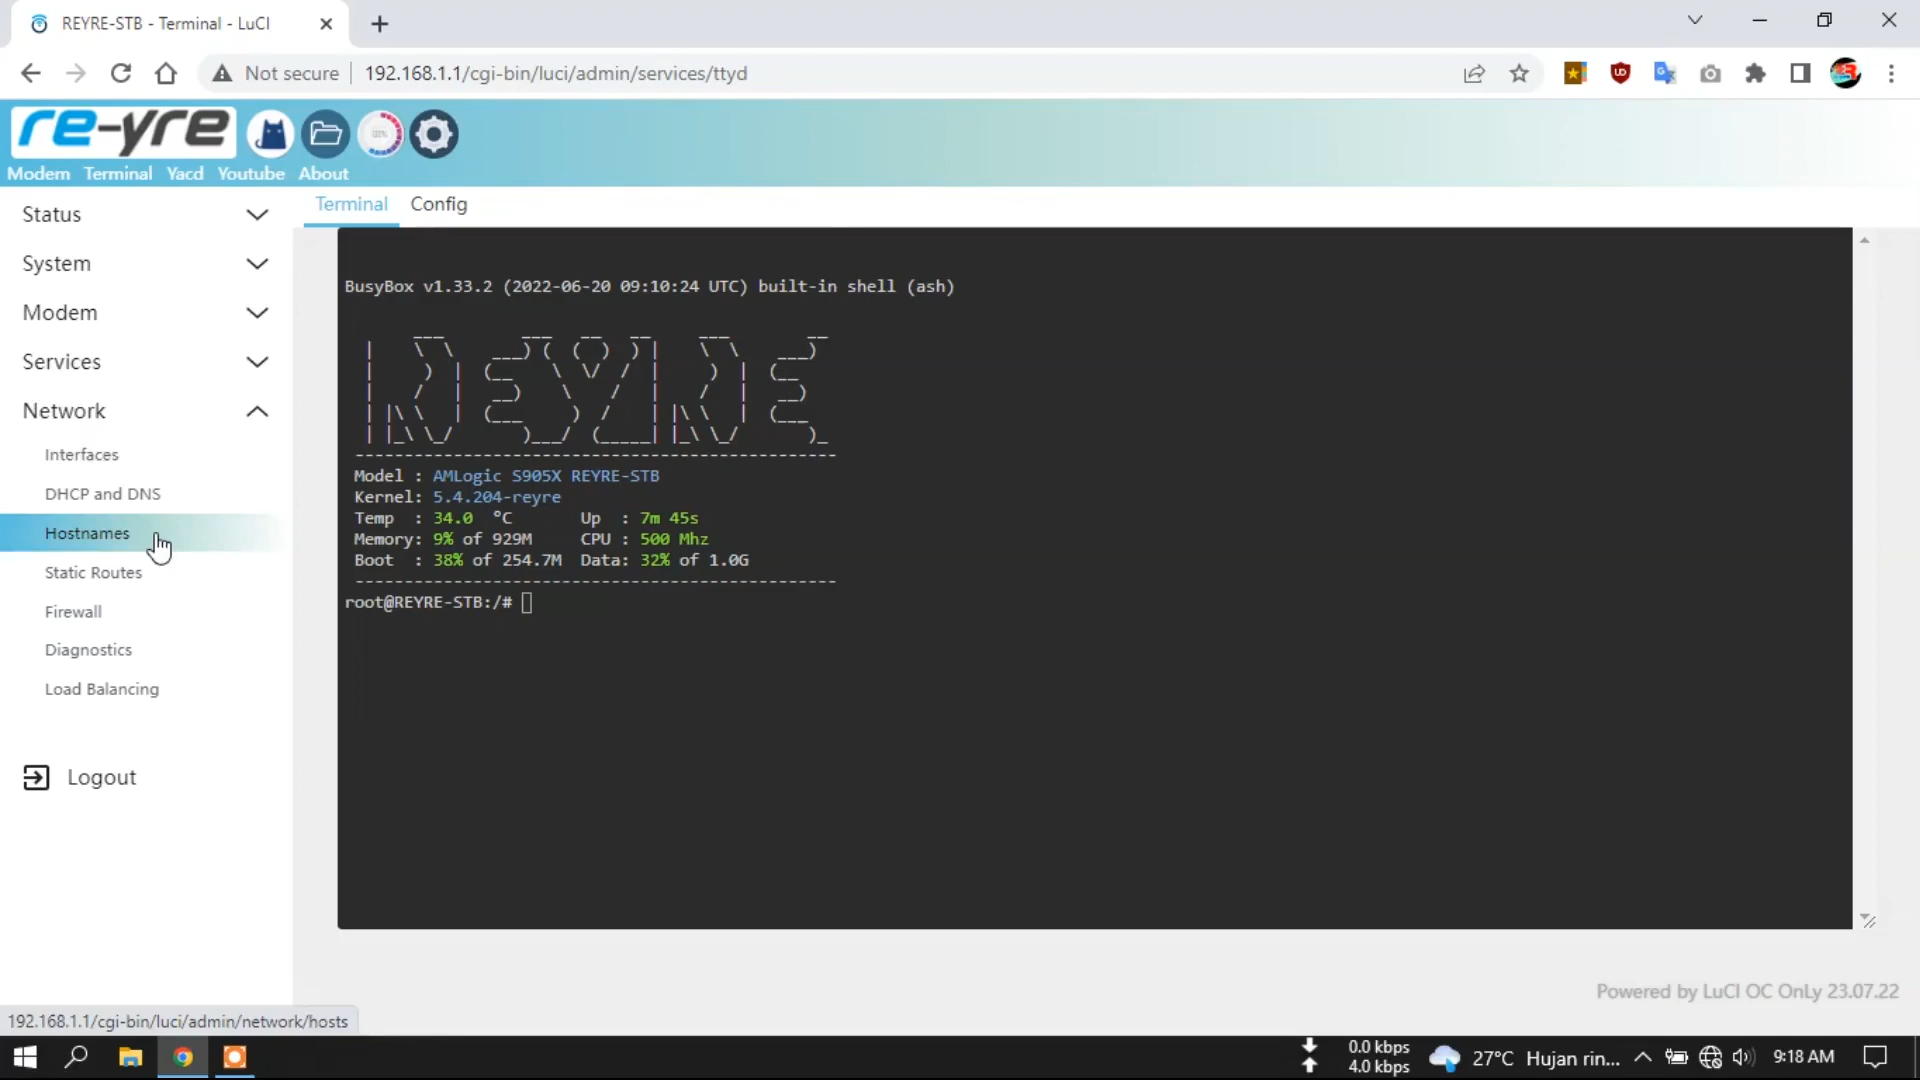 REYRE-STB - Terminal - LuCI
Not secure
192.168.1.1/cgi-bin/luci/admin/services/ttyd
re-yre
Modem Terminal Yacd Youtube About
Terminal Config
Status
System
Modem
Services
Network
Interfaces
DHCP and DNS
Hostnames
Static Routes
Firewall
Diagnostics
Load Balancing
Logout
BusyBox v1.33.2 (2022-06-20 09:10:24 UTC) built-in shell (ash)
REYRE
Model : AMLogic S905X REYRE-STB
Kernel: 5.4.204-reyre
Temp : 34.0 °C Up : 7m 45s
Memory: 9% of 929M CPU : 500 Mhz
Boot : 38% of 254.7M Data: 32% of 1.0G
root@REYRE-STB:/#
Powered by LuCI OC OnLy 23.07.22
192.168.1.1/cgi-bin/luci/admin/network/hosts
0.0 kbps
4.0 kbps
27°C Hujan rin...
9:18 AM